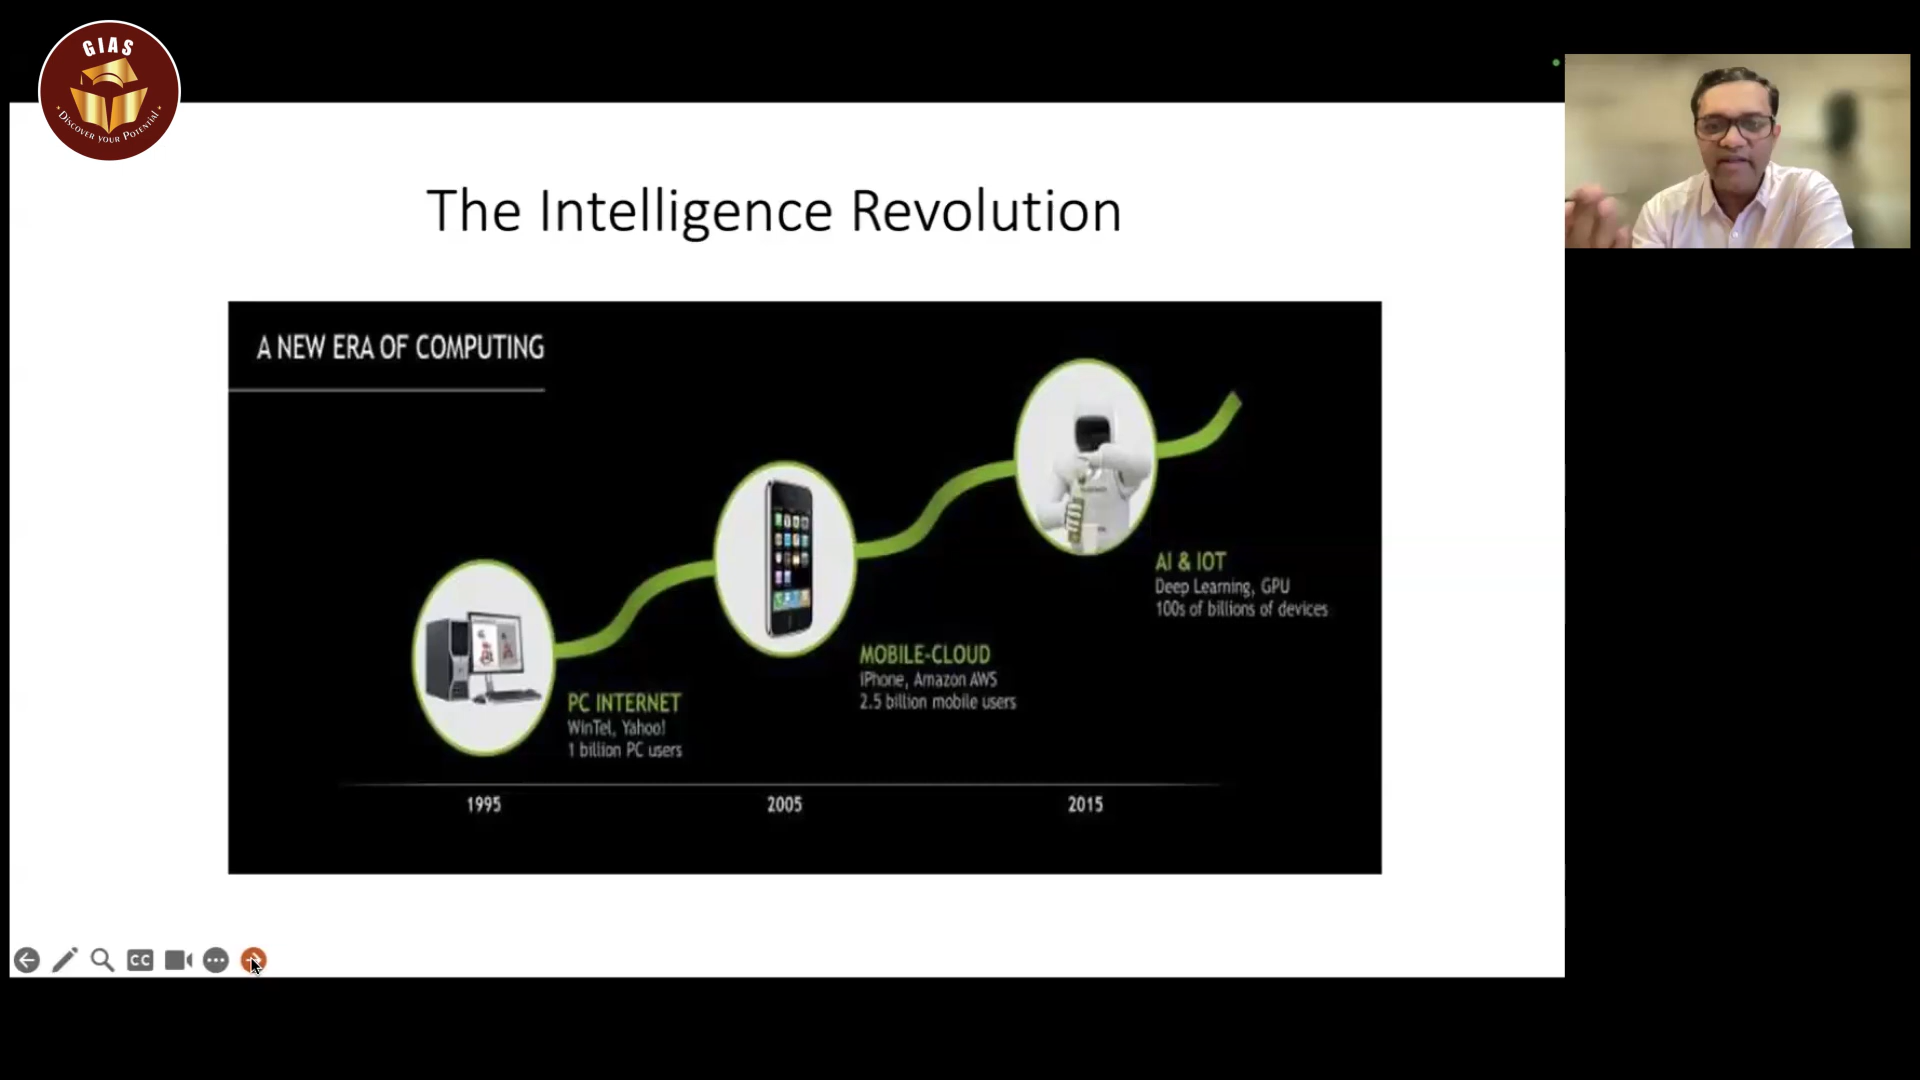 GIAS
DISCOVER YOUR POTENTIAL
The Intelligence Revolution
A NEW ERA OF COMPUTING
AI & IOT
Deep Learning, GPU
100s of billions of devices
MOBILE-CLOUD
iPhone, Amazon AWS
2.5 billion mobile users
PC INTERNET
WinTel, Yahoo!
1 billion PC users
1995
2005
2015
CC